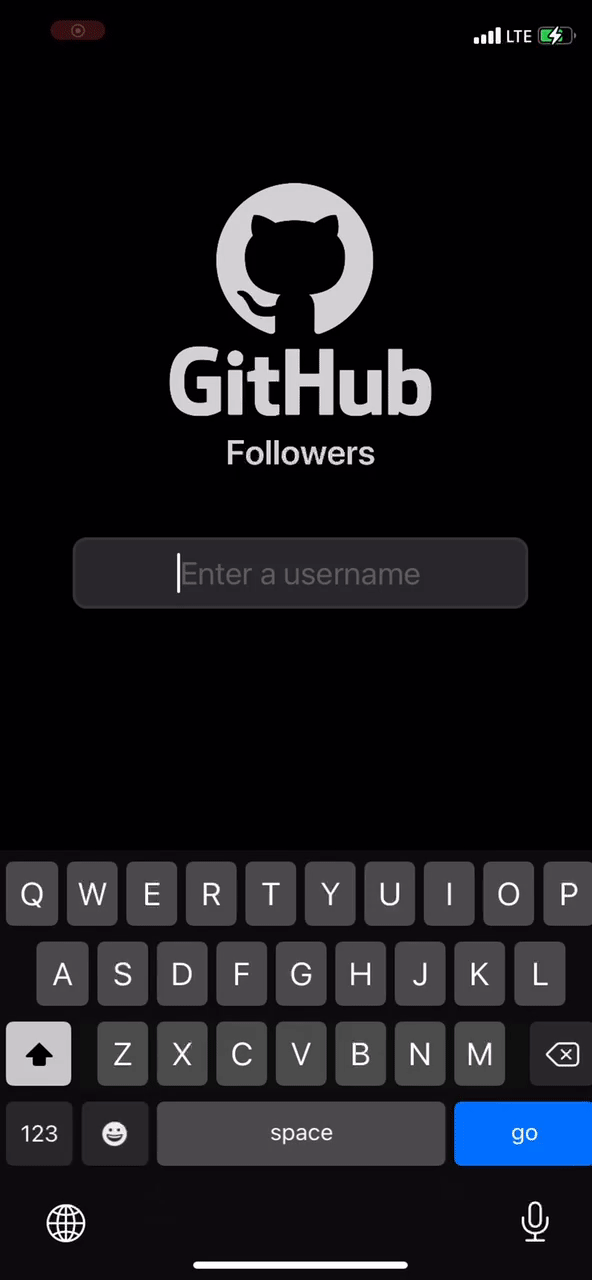 LTE
GitHub
Followers
Enter a username
Q W E R T Y U I O P
A S D F G H J K L
Z X C V B N M
123 space go